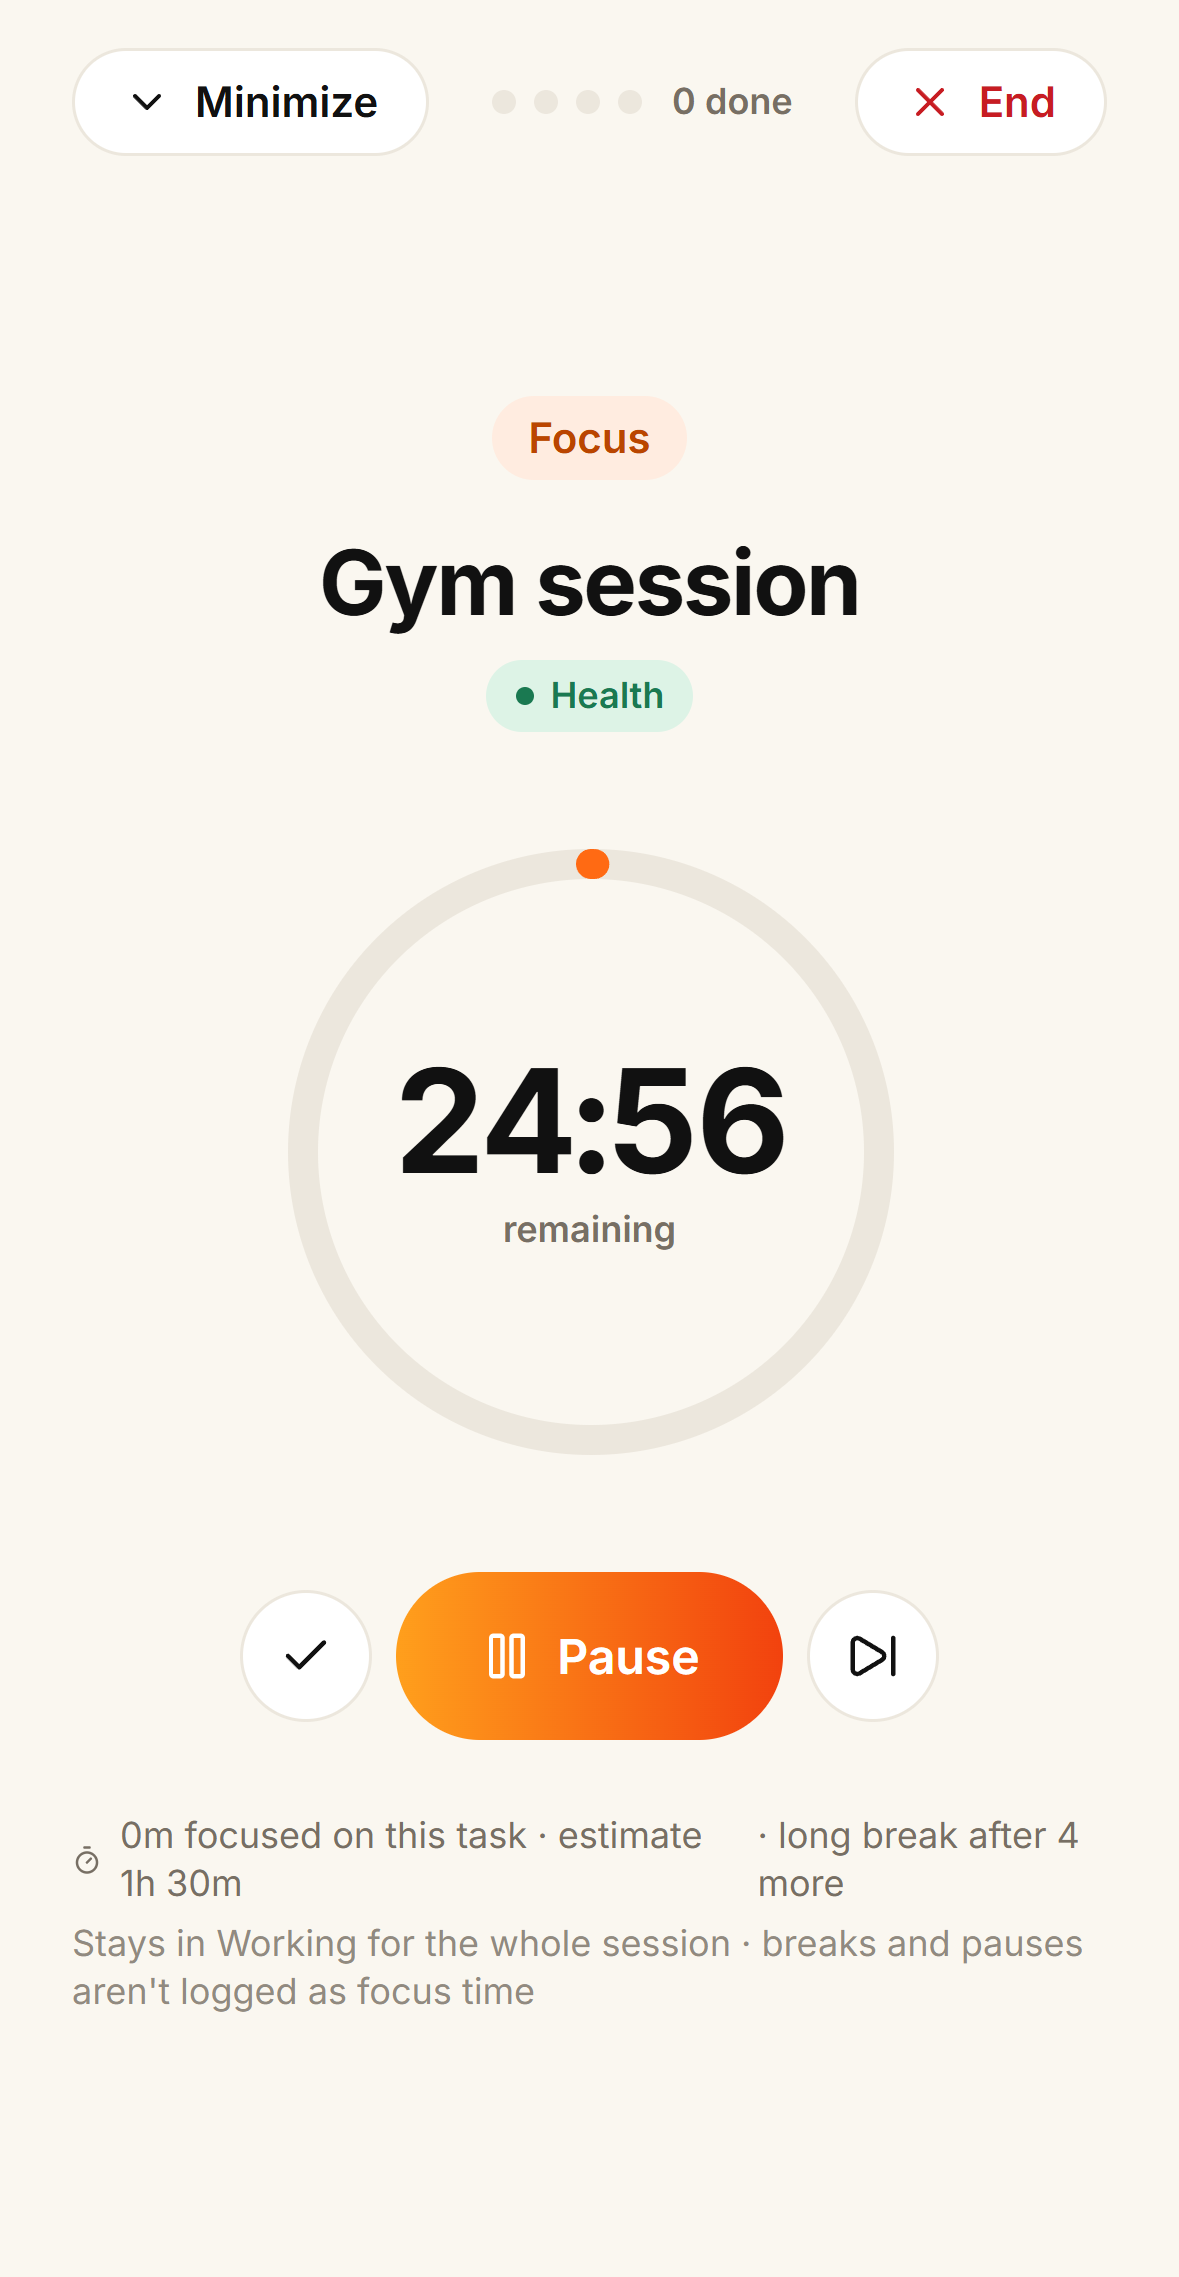 Minimize
0 done
End
Focus
Gym session
Health
24:56
remaining
Pause
0m focused on this task · estimate
1h 30m
· long break after 4
more
Stays in Working for the whole session · breaks and pauses
aren't logged as focus time